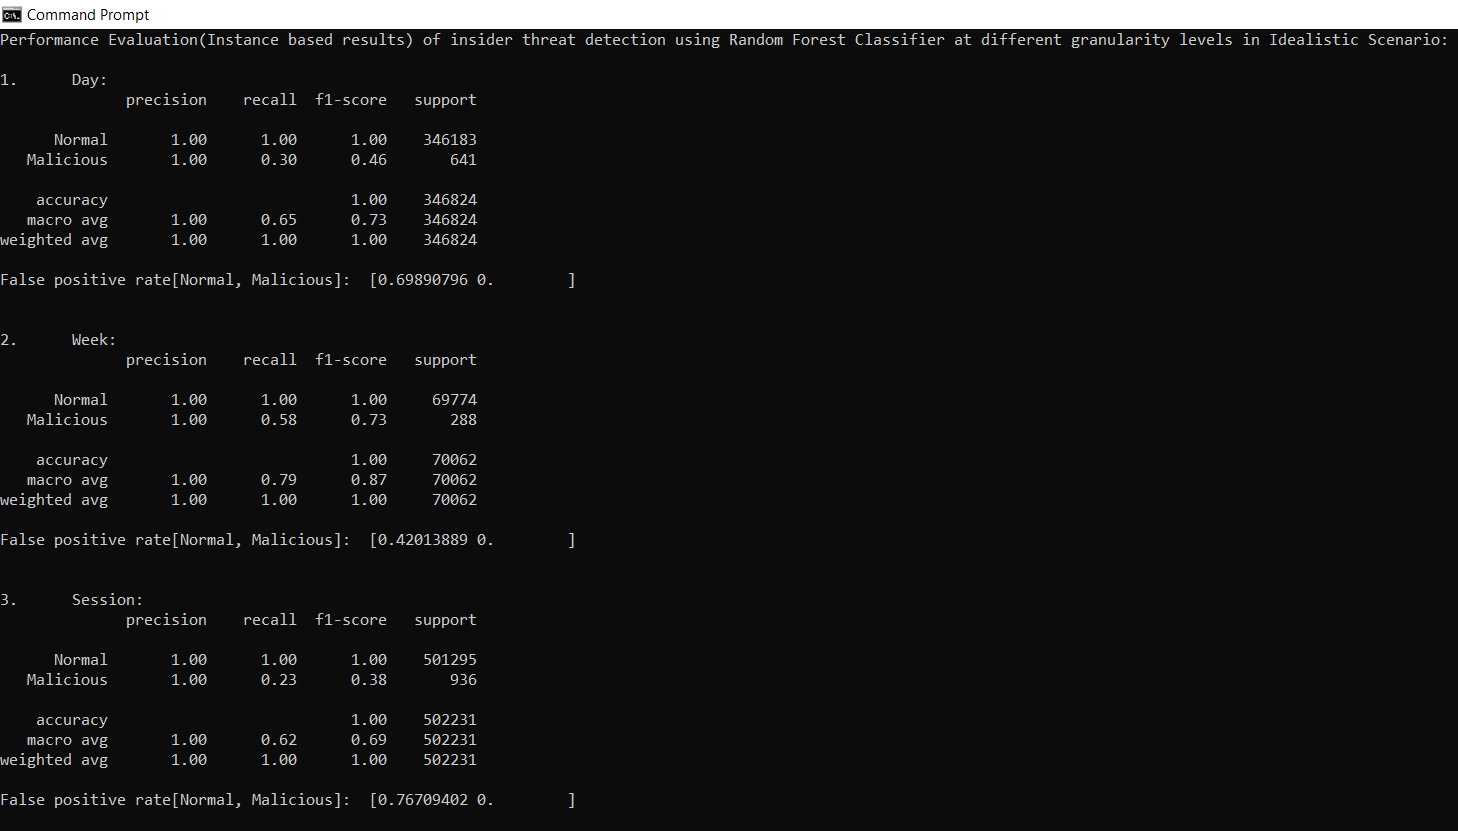 Command Prompt
Performance Evaluation(Instance based results) of insider threat detection using Random Forest Classifier at different granularity levels in Idealistic Scenario:
1. Day:
precision recall f1-score support
Normal 1.00 1.00 1.00 346183
Malicious 1.00 0.30 0.46 641
accuracy 1.00 346824
macro avg 1.00 0.65 0.73 346824
weighted avg 1.00 1.00 1.00 346824
False positive rate[Normal, Malicious]: [0.69890796 0. ]
2. Week:
precision recall f1-score support
Normal 1.00 1.00 1.00 69774
Malicious 1.00 0.58 0.73 288
accuracy 1.00 70062
macro avg 1.00 0.79 0.87 70062
weighted avg 1.00 1.00 1.00 70062
False positive rate[Normal, Malicious]: [0.42013889 0. ]
3. Session:
precision recall f1-score support
Normal 1.00 1.00 1.00 501295
Malicious 1.00 0.23 0.38 936
accuracy 1.00 502231
macro avg 1.00 0.62 0.69 502231
weighted avg 1.00 1.00 1.00 502231
False positive rate[Normal, Malicious]: [0.76709402 0. ]